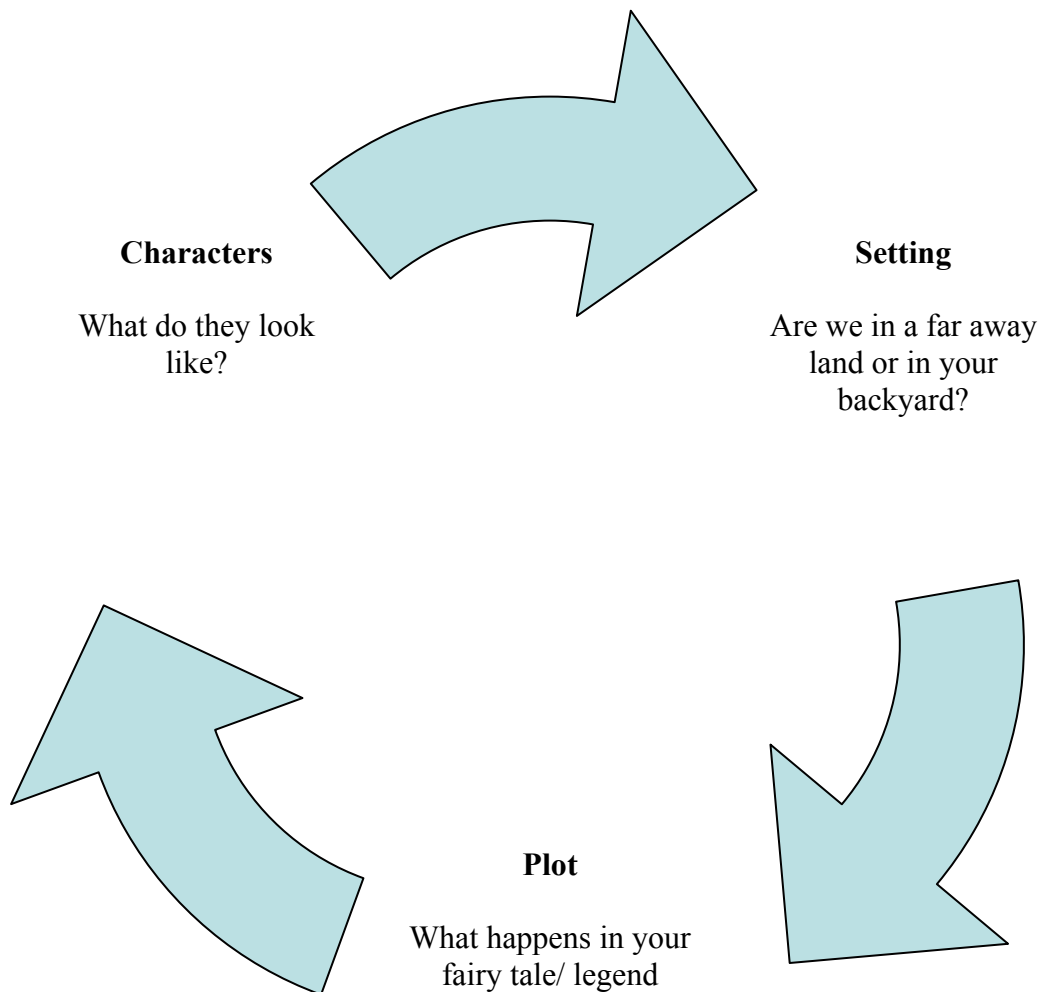 Characters
What do they look
like?
Setting
Are we in a far away
land or in your
backyard?
Plot
What happens in your
fairy tale/ legend